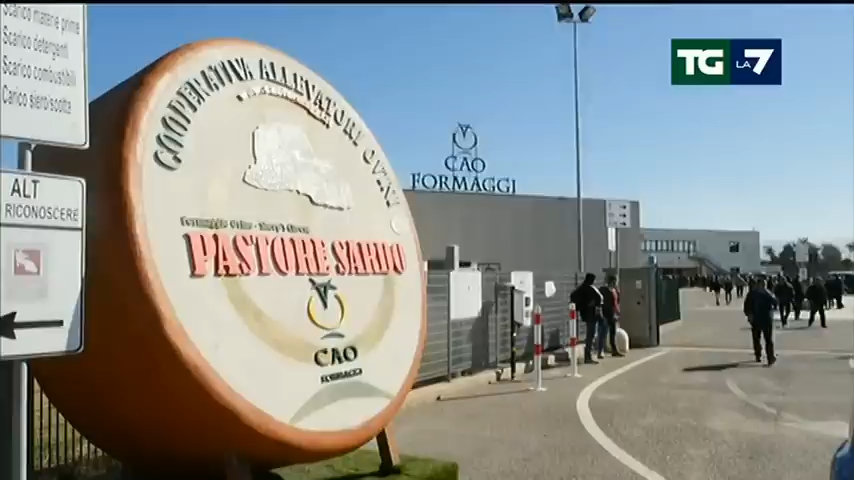 Scarico materie prime
Scarico detergenti
Scarico combustibili
Carico siero/scotta
ALT
RICONOSCERE
COOPERATIVA ALLEVATORI OVINI
Formaggio Ovino - Sheep's Cheese
PASTORE SARDO
CAO
FORMAGGI
CAO
FORMAGGI
TG LA7